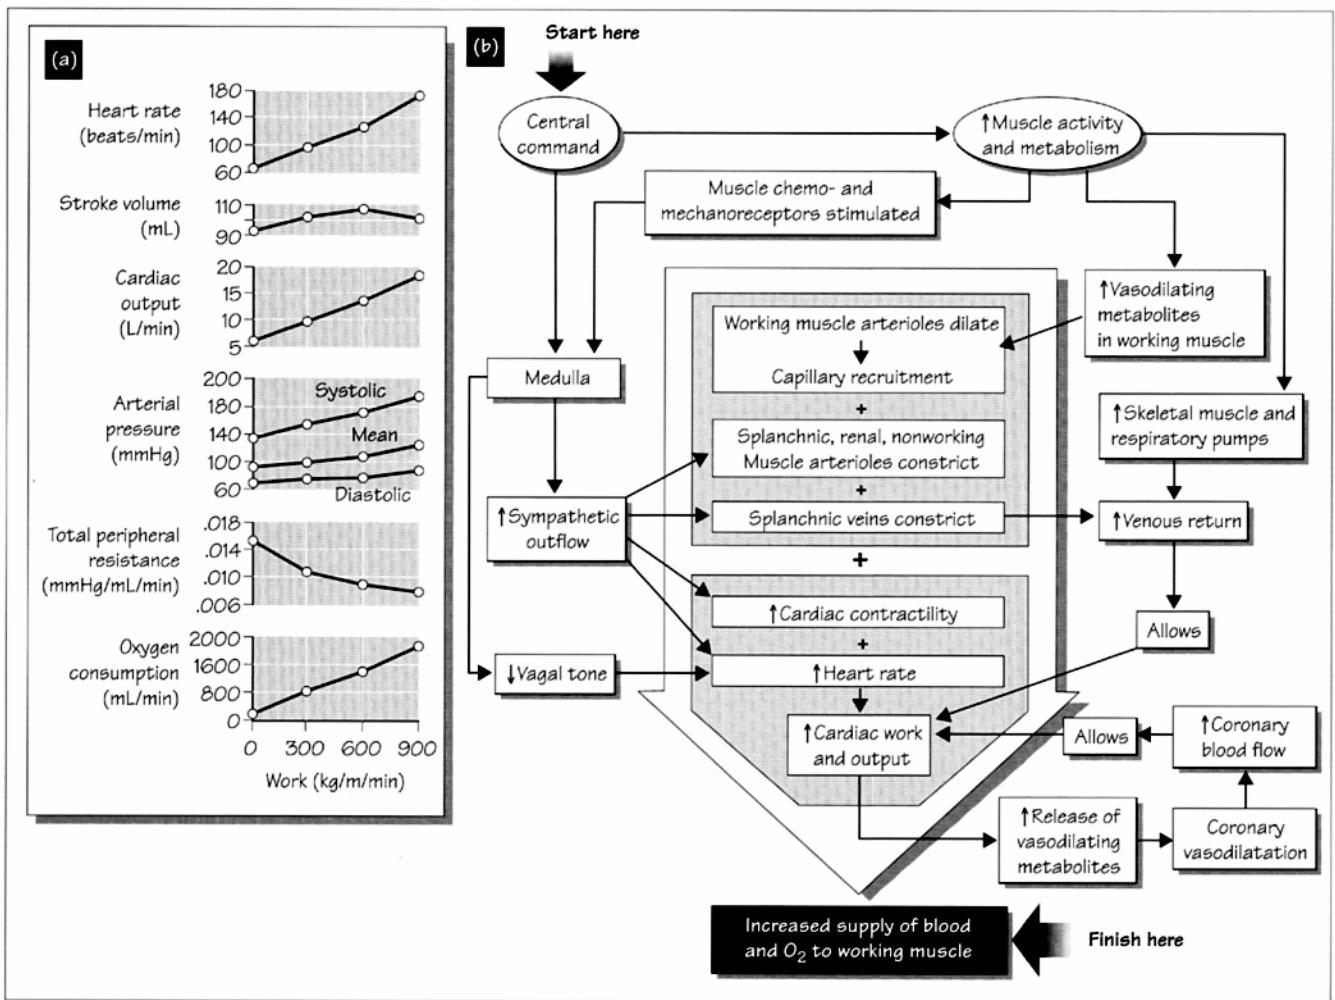 (a)
Heart rate
(beats/min)
180
140
100
60
Stroke volume
(mL)
110
90
Cardiac
output
(L/min)
20
15
10
5
Arterial
pressure
(mmHg)
200
180
140
100
60
Systolic
Mean
Diastolic
Total peripheral
resistance
(mmHg/mL/min)
.018
.014
.010
.006
Oxygen
consumption
(mL/min)
2000
1600
800
0
0 300 600 900
Work (kg/m/min)
(b)
Start here
Central
command
↑Muscle activity
and metabolism
Muscle chemo- and
mechanoreceptors stimulated
↑Vasodilating
metabolites
in working muscle
Working muscle arterioles dilate
Capillary recruitment
+
Medulla
Splanchnic, renal, nonworking
Muscle arterioles constrict
+
↑Skeletal muscle and
respiratory pumps
↑Sympathetic
outflow
Splanchnic veins constrict
↑Venous return
+
↑Cardiac contractility
+
Allows
↓Vagal tone
↑Heart rate
↑Cardiac work
and output
Allows
↑Coronary
blood flow
↑Release of
vasodilating
metabolites
Coronary
vasodilatation
Increased supply of blood
and O₂ to working muscle
Finish here